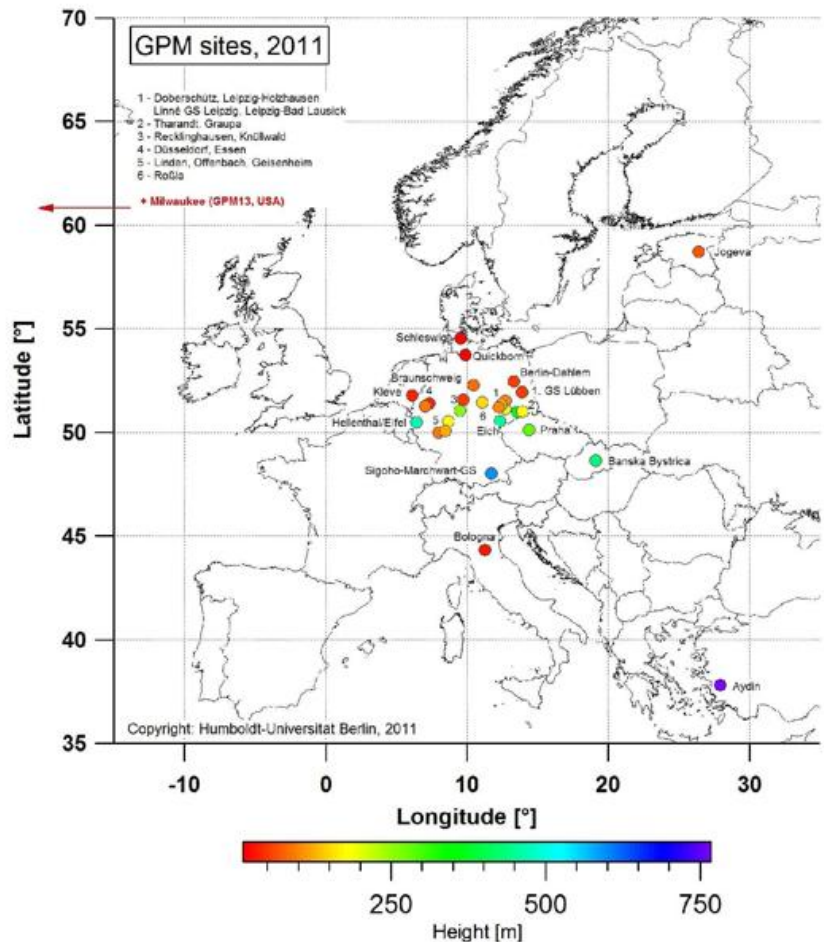 70
GPM sites, 2011
1 - Doberschütz, Leipzig-Holzhausen
Linné GS Leipzig, Leipzig-Bad Lausick
2 - Tharandt, Graupa
3 - Recklinghausen, Knüllwald
4 - Düsseldorf, Essen
5 - Linden, Offenbach, Geisenheim
6 - Roßla
65
+ Milwaukee (GPM13, USA)
60
Jogeva
55
Schleswig
Quickborn
Braunschweig
Berlin-Dahlem
Kleve
4
3
1
1. GS Lübben
2
6
5
Hellenthal/Eifel
Eich
Praha
50
Banska Bystrica
Sigoho-Marchwart-GS
Bologna
45
40
Aydin
Copyright: Humboldt-Universitat Berlin, 2011
35
Latitude [°]
-10 0 10 20 30
Longitude [°]
250 500 750
Height [m]